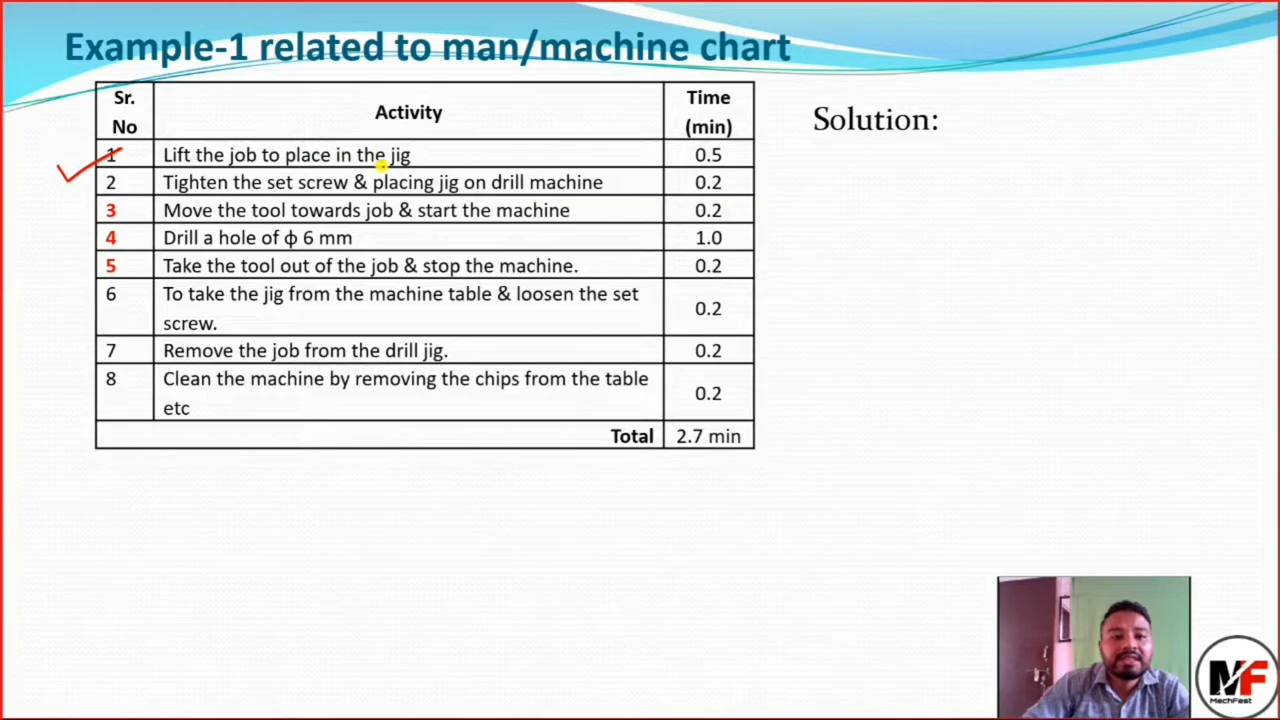 Example-1 related to man/machine chart
Sr. No Activity Time (min)
1 Lift the job to place in the jig 0.5
2 Tighten the set screw & placing jig on drill machine 0.2
3 Move the tool towards job & start the machine 0.2
4 Drill a hole of ϕ 6 mm 1.0
5 Take the tool out of the job & stop the machine. 0.2
6 To take the jig from the machine table & loosen the set
screw. 0.2
7 Remove the job from the drill jig. 0.2
8 Clean the machine by removing the chips from the table
etc 0.2
Total 2.7 min
Solution:
MF
MechFest